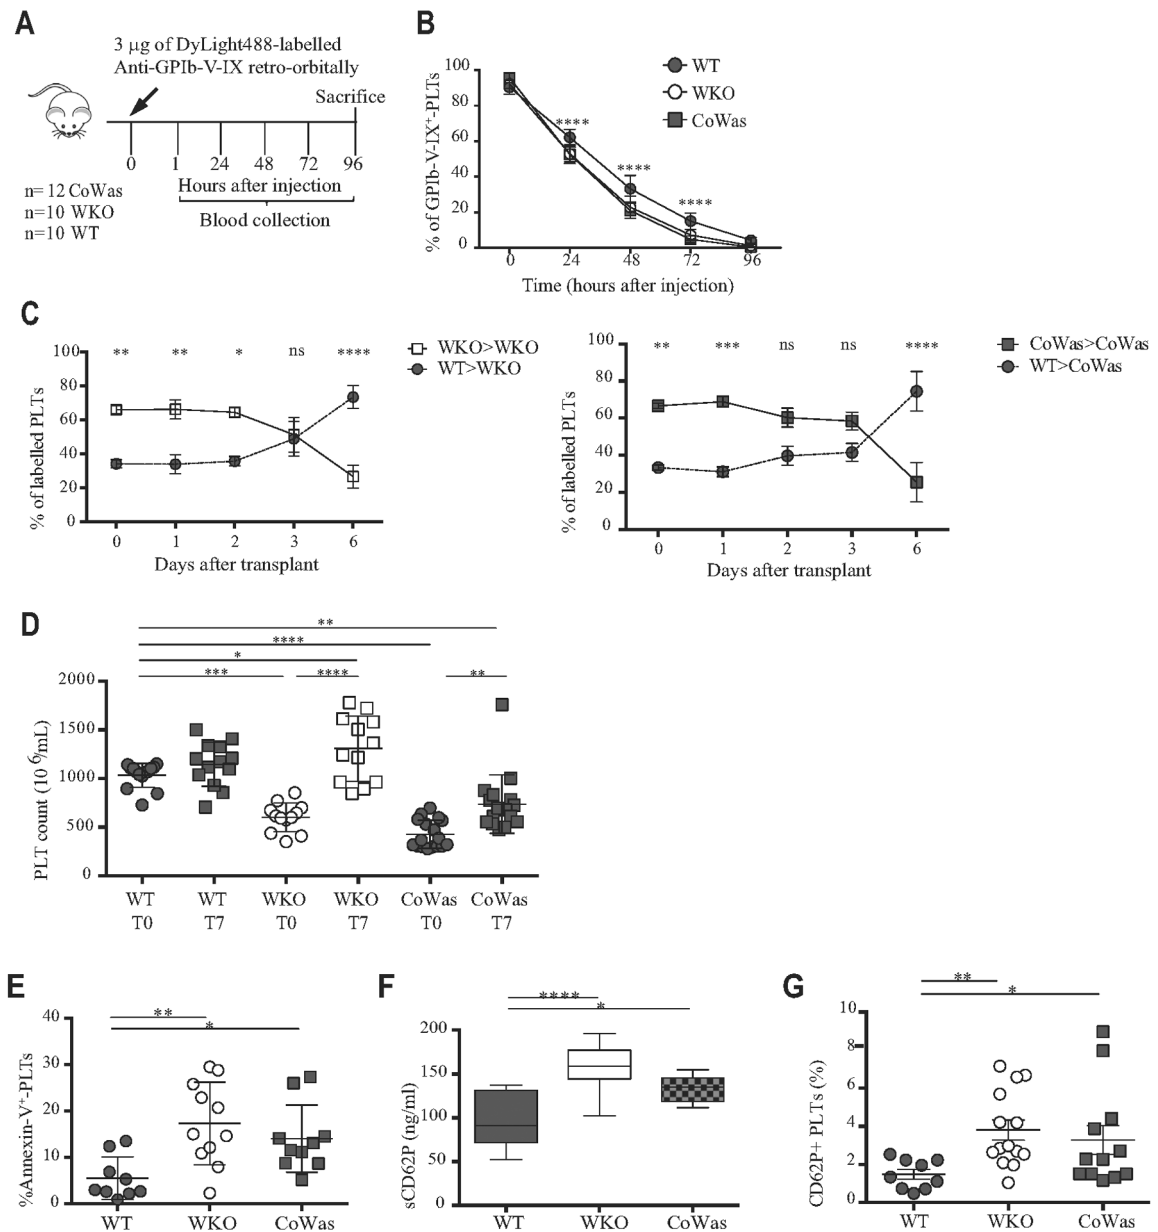 A
3 μg of DyLight488-labelled
Anti-GPIb-V-IX retro-orbitally
Sacrifice
0 1 24 48 72 96
Hours after injection
Blood collection
n= 12 CoWas
n=10 WKO
n=10 WT
B
% of GPIb-V-IX+-PLTs
100
80
60
40
20
0
****
****
****
WT
WKO
CoWas
0 24 48 72 96
Time (hours after injection)
C
% of labelled PLTs
100
80
60
40
20
0
** ** * ns ****
WKO>WKO
WT>WKO
0 1 2 3 6
Days after transplant
% of labelled PLTs
100
80
60
40
20
0
** *** ns ns ****
CoWas>CoWas
WT>CoWas
0 1 2 3 6
Days after transplant
D
**
****
*
*** **** **
PLT count (10 6/mL)
2000
1500
1000
500
0
WT WT WKO WKO CoWas CoWas
T0 T7 T0 T7 T0 T7
E
**
*
%Annexin-V+-PLTs
40
30
20
10
0
WT WKO CoWas
F
****
*
sCD62P (ng/ml)
200
150
100
50
0
WT WKO CoWas
G
**
*
CD62P+ PLTs (%)
10
8
6
4
2
0
WT WKO CoWas